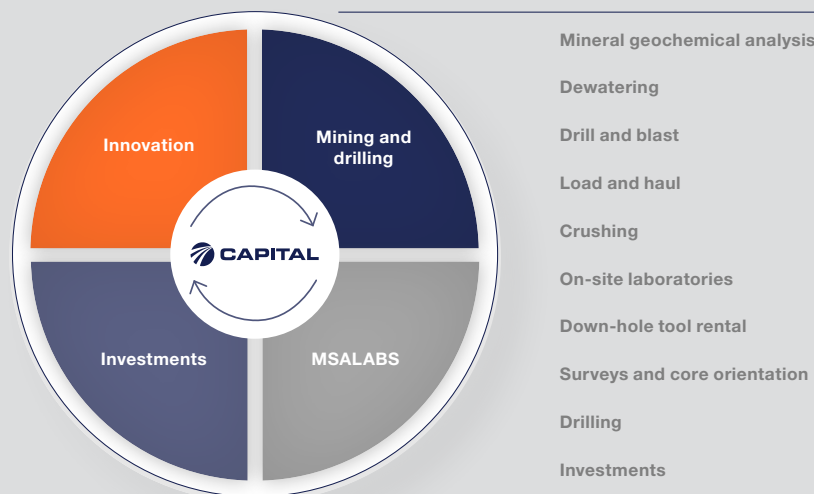 Innovation
Mining and
drilling
CAPITAL
Investments
MSALABS
Mineral geochemical analysis
Dewatering
Drill and blast
Load and haul
Crushing
On-site laboratories
Down-hole tool rental
Surveys and core orientation
Drilling
Investments